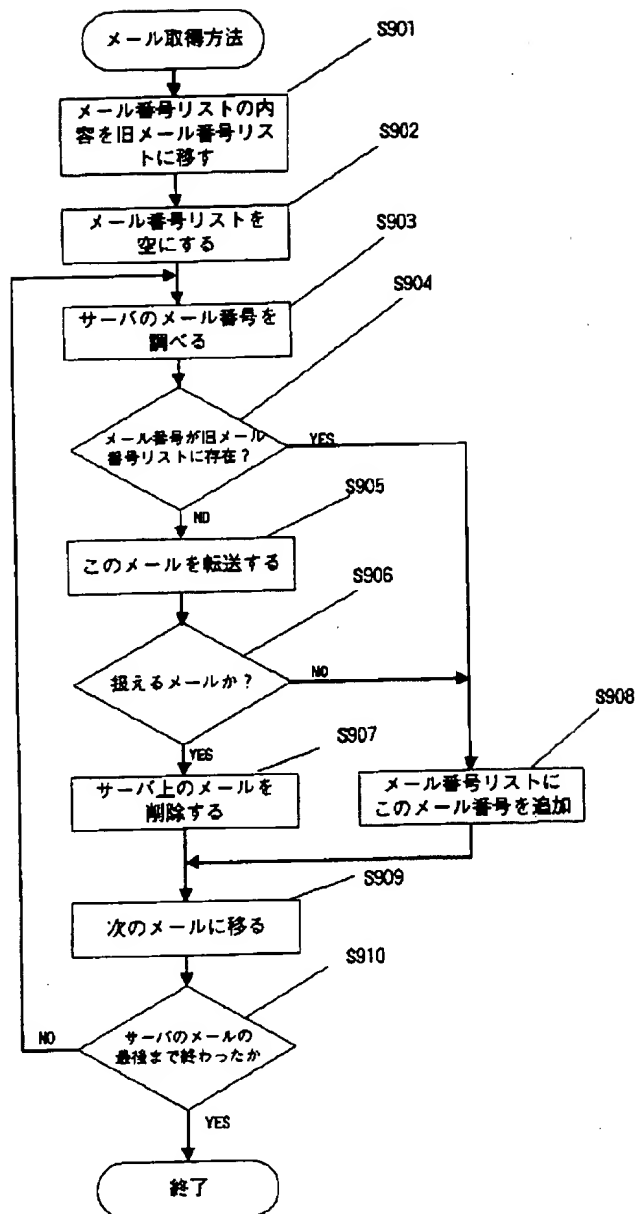 メール取得方法
S901
メール番号リストの内
容を旧メール番号リス
トに移す
S902
メール番号リストを
空にする
S903
サーバのメール番号を
調べる
S904
メール番号が旧メール
番号リストに存在?
YES
NO
S905
このメールを転送する
S906
扱えるメールか?
NO
YES
S907
サーバ上のメールを
削除する
S908
メール番号リストに
このメール番号を追加
S909
次のメールに移る
S910
サーバのメールの
最後まで終わったか
NO
YES
終了